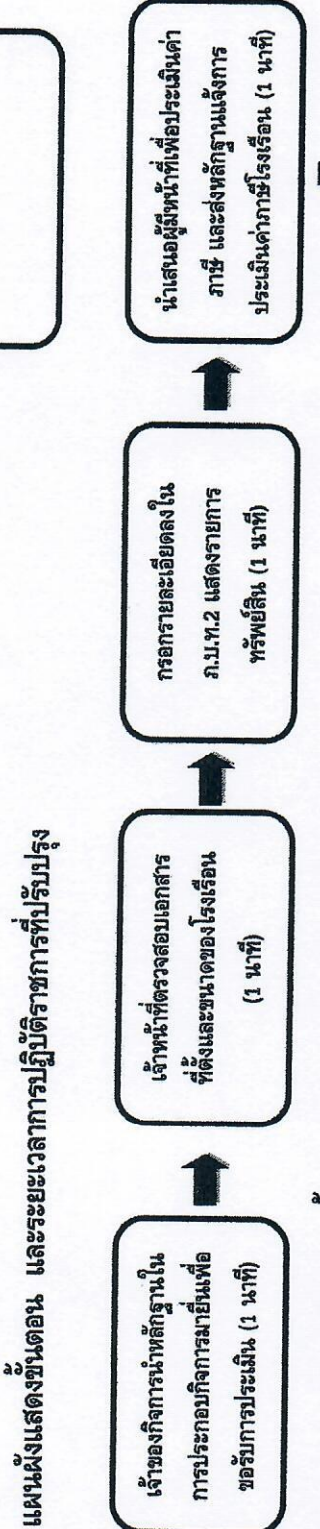 แผนผังแสดงขั้นตอน และระยะเวลาการปฏิบัติราชการที่ปรับปรุง
เจ้าของกิจการนำหลักฐานใน
การประกอบกิจการมายื่นเพื่อ
ขอรับการประเมิน (1 นาที)
เจ้าหน้าที่ตรวจสอบเอกสาร
ที่ตั้งและขนาดของโรงเรือน
(1 นาที)
กรอกรายละเอียดลงใน
ภ.บ.ท.2 แสดงรายการ
ทรัพย์สิน (1 นาที)
นำเสนอผู้มีหน้าที่เพื่อประเมินค่า
ภาษี และส่งหลักฐานแจ้งการ
ประเมินค่าภาษีโรงเรือน (1 นาที)